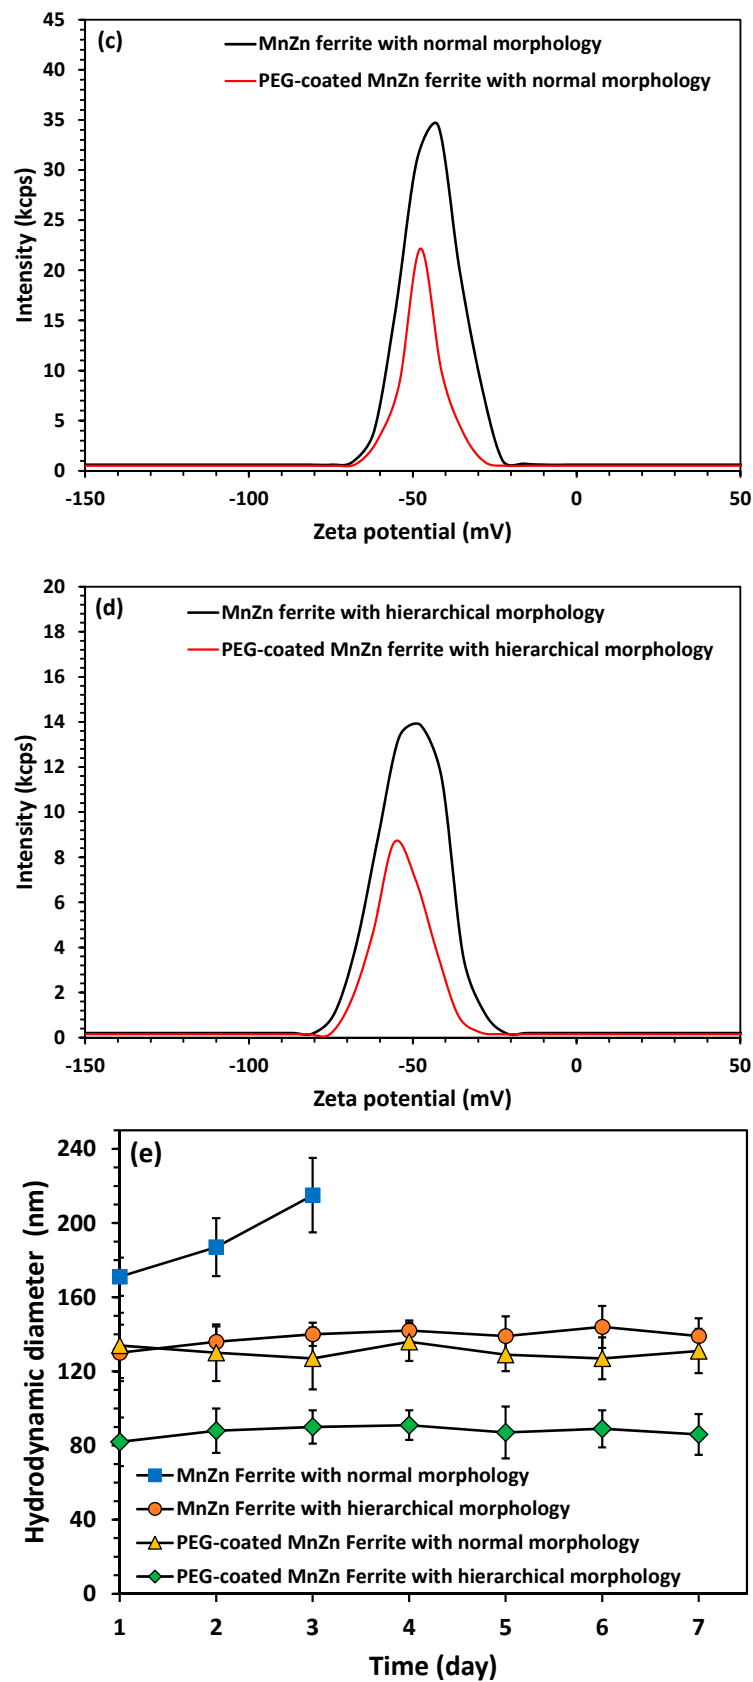 (c)
MnZn ferrite with normal morphology
PEG-coated MnZn ferrite with normal morphology
Intensity (kcps)
45
40
35
30
25
20
15
10
5
0
-150 -100 -50 0 50
Zeta potential (mV)
(d)
MnZn ferrite with hierarchical morphology
PEG-coated MnZn ferrite with hierarchical morphology
Intensity (kcps)
20
18
16
14
12
10
8
6
4
2
0
-150 -100 -50 0 50
Zeta potential (mV)
(e)
Hydrodynamic diameter (nm)
240
200
160
120
80
40
0
MnZn Ferrite with normal morphology
MnZn Ferrite with hierarchical morphology
PEG-coated MnZn Ferrite with normal morphology
PEG-coated MnZn Ferrite with hierarchical morphology
1 2 3 4 5 6 7
Time (day)